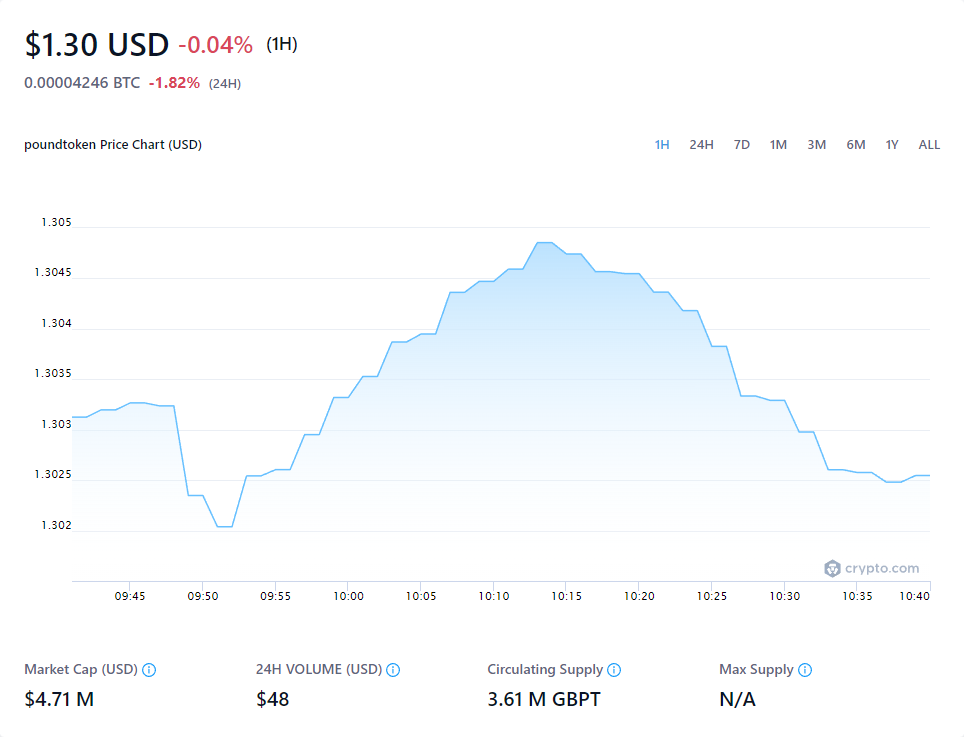 $1.30 USD -0.04% (1H)
0.00004246 BTC -1.82% (24H)
poundtoken Price Chart (USD)
1H 24H 7D 1M 3M 6M 1Y ALL
1.305
1.3045
1.304
1.3035
1.303
1.3025
1.302
crypto.com
09:45 09:50 09:55 10:00 10:05 10:10 10:15 10:20 10:25 10:30 10:35 10:40
Market Cap (USD) 24H VOLUME (USD) Circulating Supply Max Supply
$4.71 M $48 3.61 M GBPT N/A